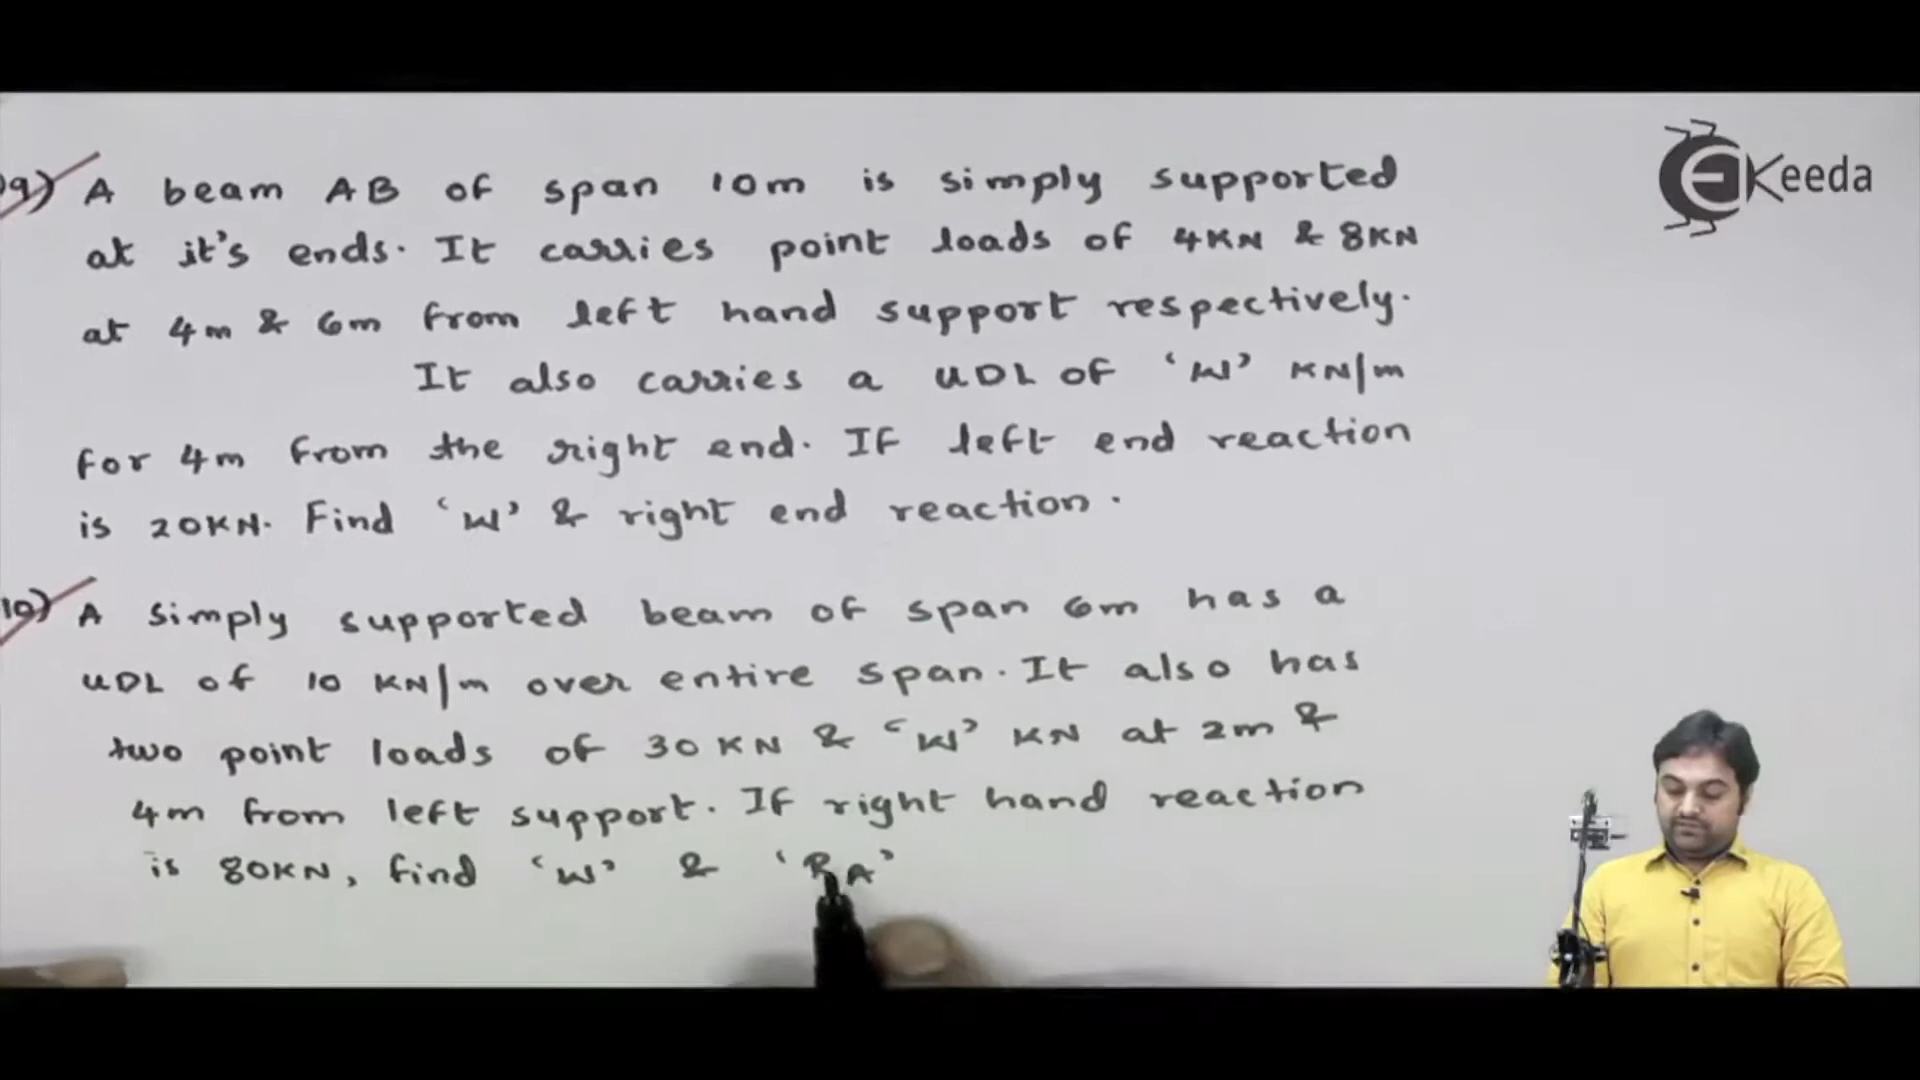 9) A beam AB of span 10m is simply supported
at it's ends. It carries point loads of 4KN & 8KN
at 4m & 6m from left hand support respectively.
It also carries a UDL of 'W' KN/m
for 4m from the right end. If left end reaction
is 20KN. Find 'W' & right end reaction.
10) A simply supported beam of span 6m has a
UDL of 10 KN/m over entire span. It also has
two point loads of 30 KN & 'W' KN at 2m &
4m from left support. If right hand reaction
is 80KN, find 'W' & 'RA'
EKeeda